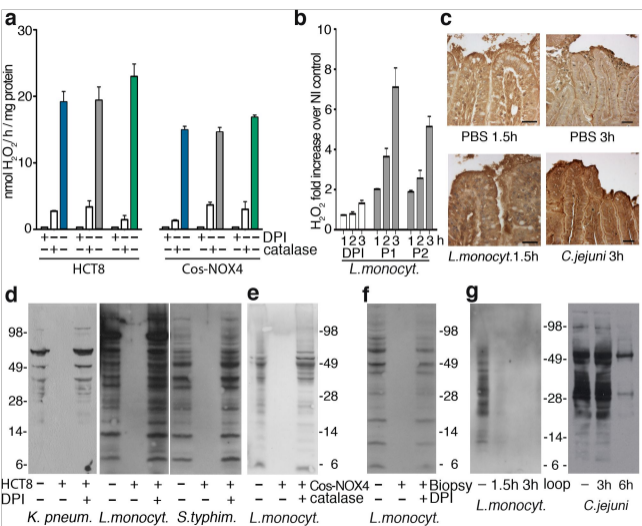 a
nmol H₂O₂/ h / mg protein
30
20
10
0
+ − − + − − + − − + − − + − − + − − DPI
− + − − + − − + − − + − − + − − + − catalase
HCT8 Cos-NOX4
b
H₂O₂ fold increase over NI control
10
8
6
4
2
0
1 2 3 1 2 3 1 2 3 h
DPI P1 P2
L.monocyt.
c
PBS 1.5h PBS 3h
L.monocyt.1.5h C.jejuni 3h
d
98-
49-
28-
14-
6-
HCT8 − + + − + + − + +
DPI + + +
K. pneum. L.monocyt. S.typhim.
e
-98
-49
-28
-14
- 6
− + + Cos-NOX4
+ catalase
L.monocyt.
f
-98
-49
-28
-14
- 6
− + + Biopsy
+ DPI
L.monocyt.
g
-98-
-49-
-28-
-14-
- 6 -
− 1.5h 3h loop − 3h 6h
L.monocyt. C.jejuni